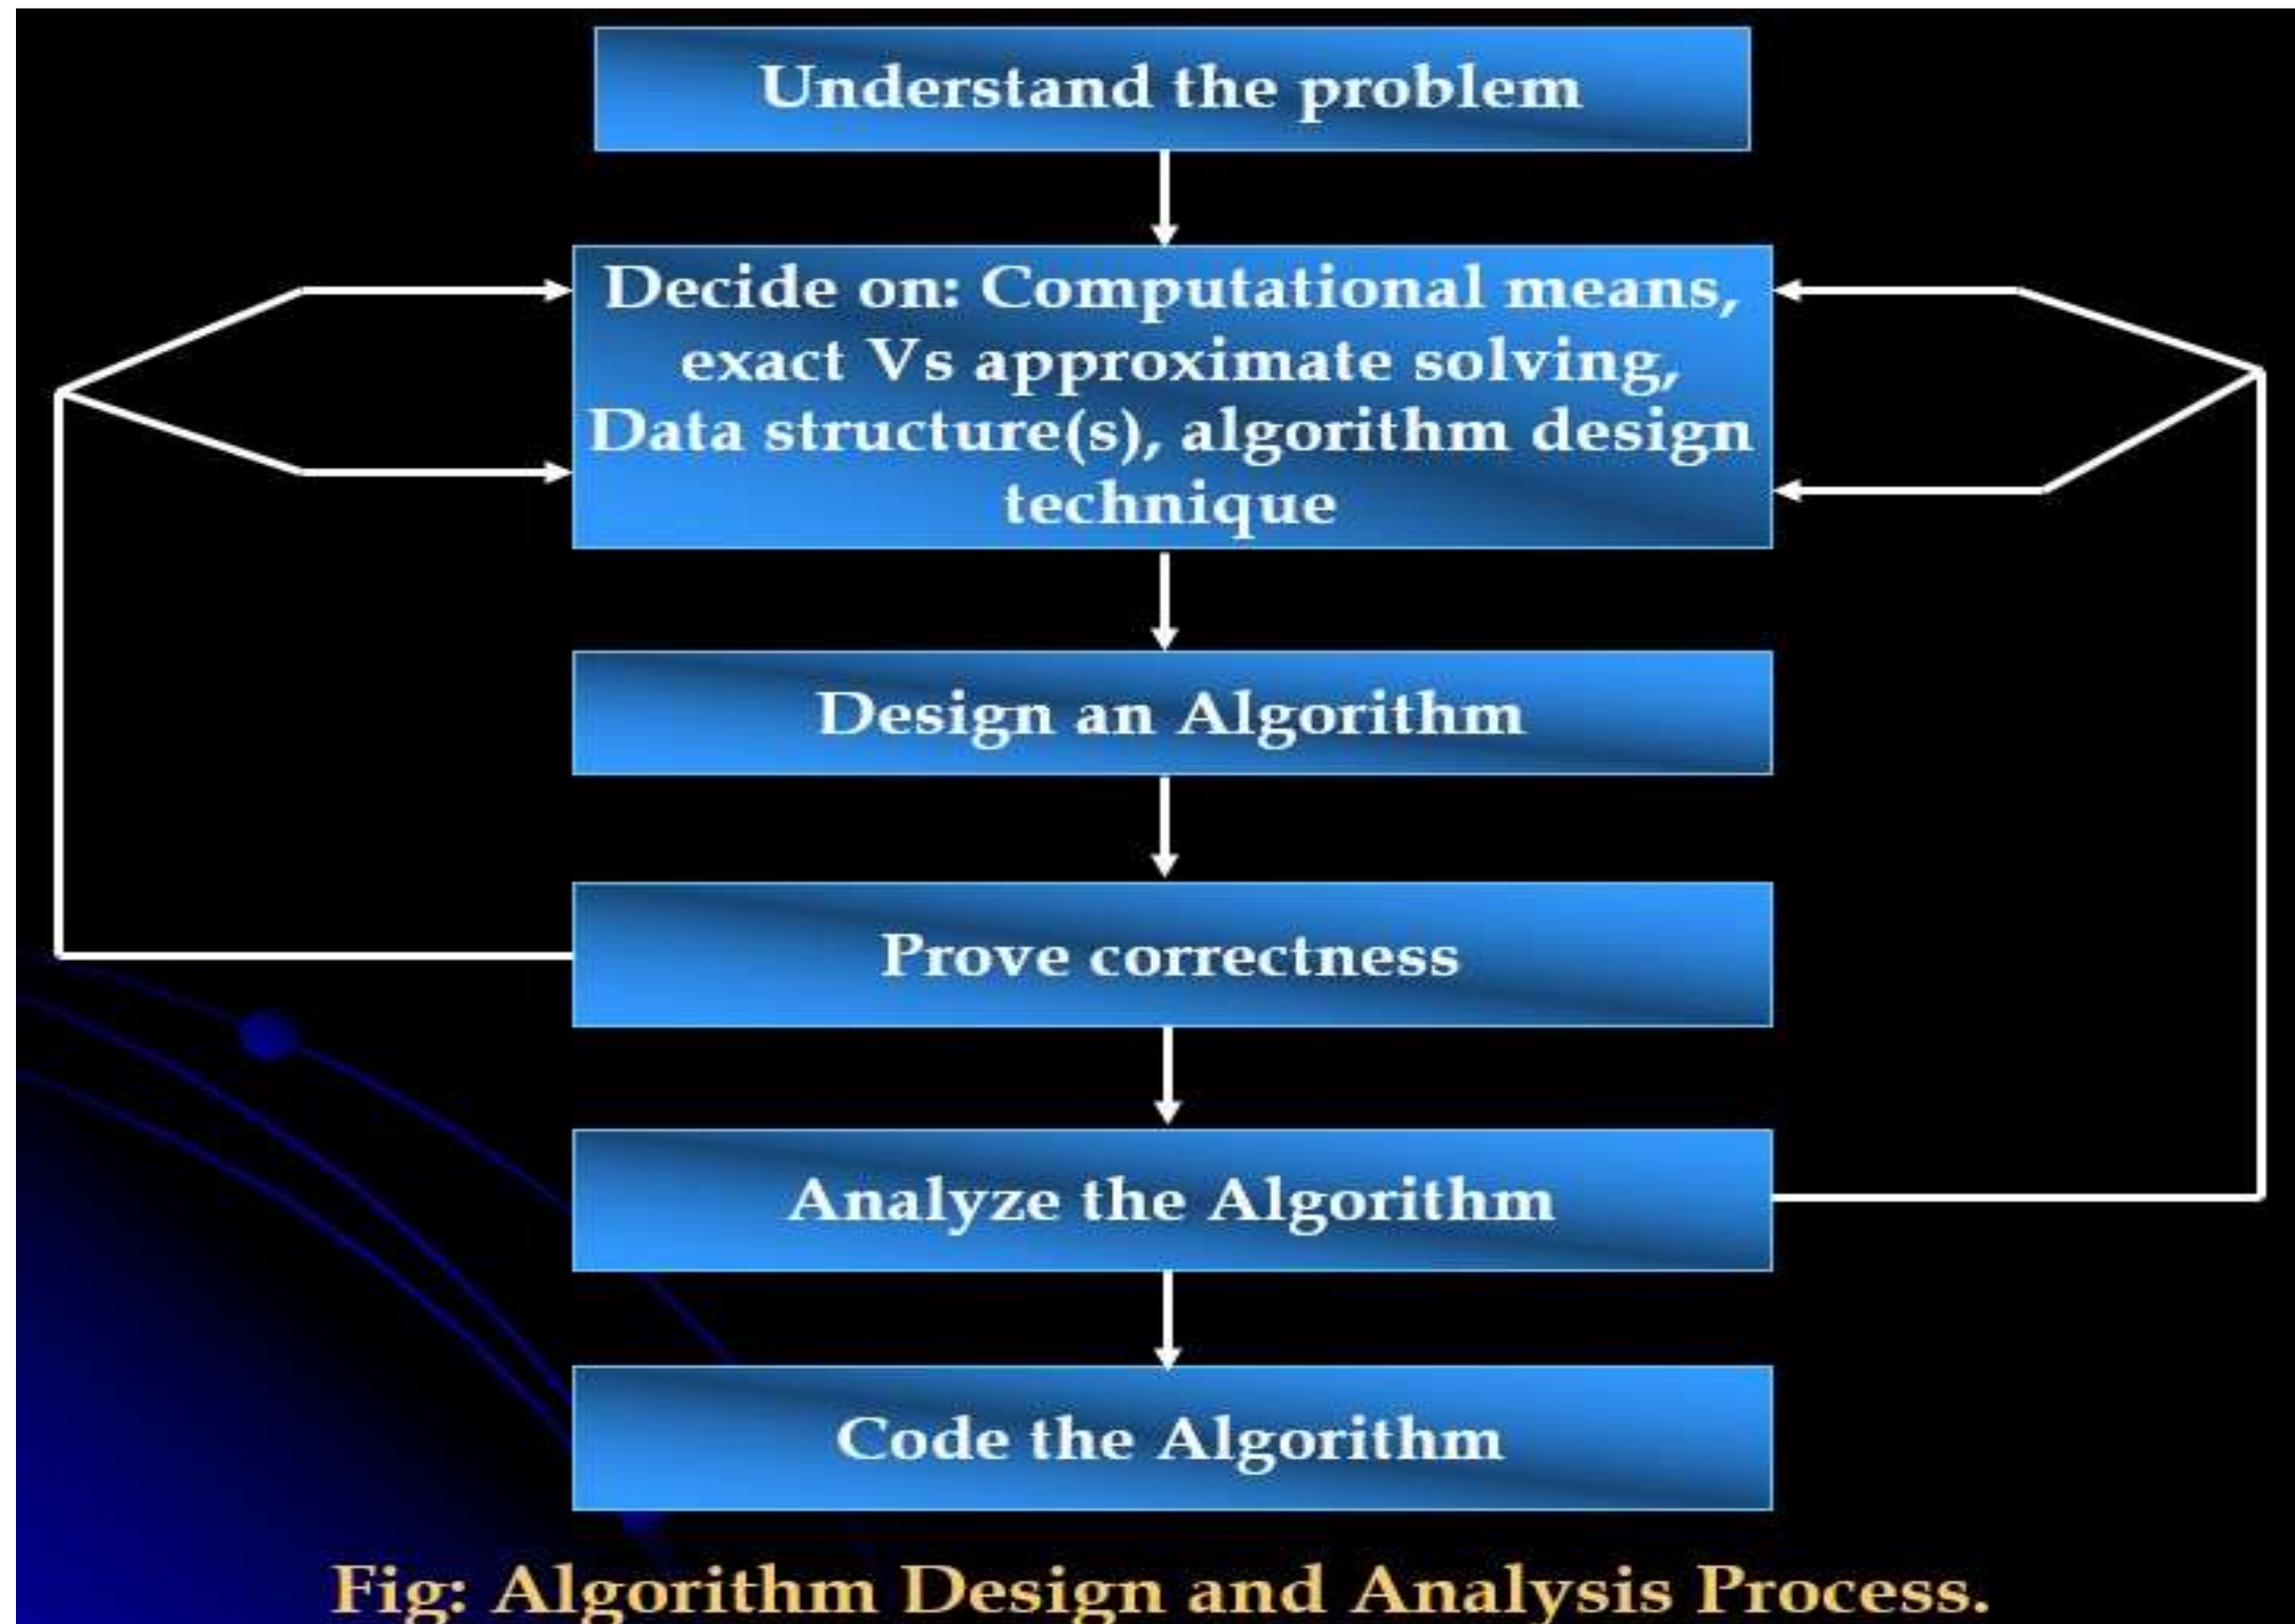 Understand the problem
Decide on: Computational means,
exact Vs approximate solving,
Data structure(s), algorithm design
technique
Design an Algorithm
Prove correctness
Analyze the Algorithm
Code the Algorithm
Fig: Algorithm Design and Analysis Process.